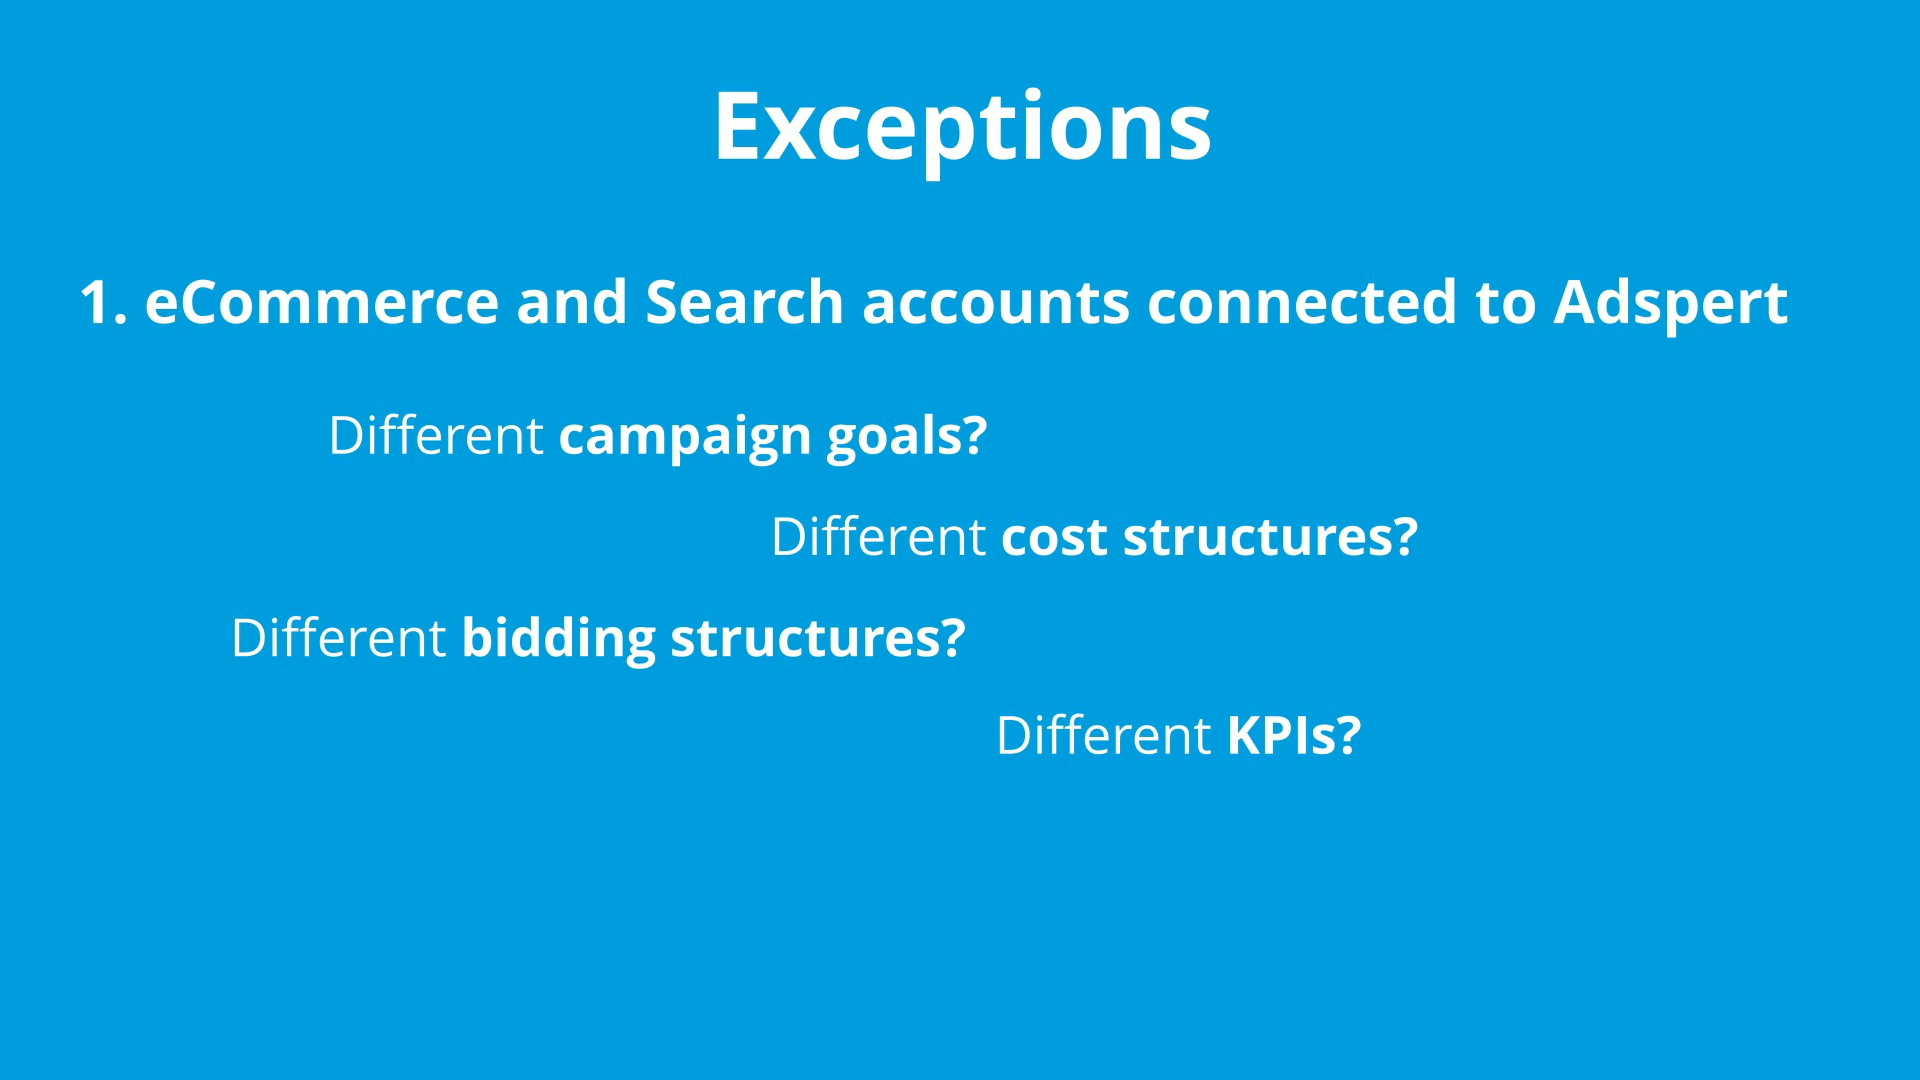 Exceptions
1. eCommerce and Search accounts connected to Adspert
Different campaign goals?
Different cost structures?
Different bidding structures?
Different KPIs?